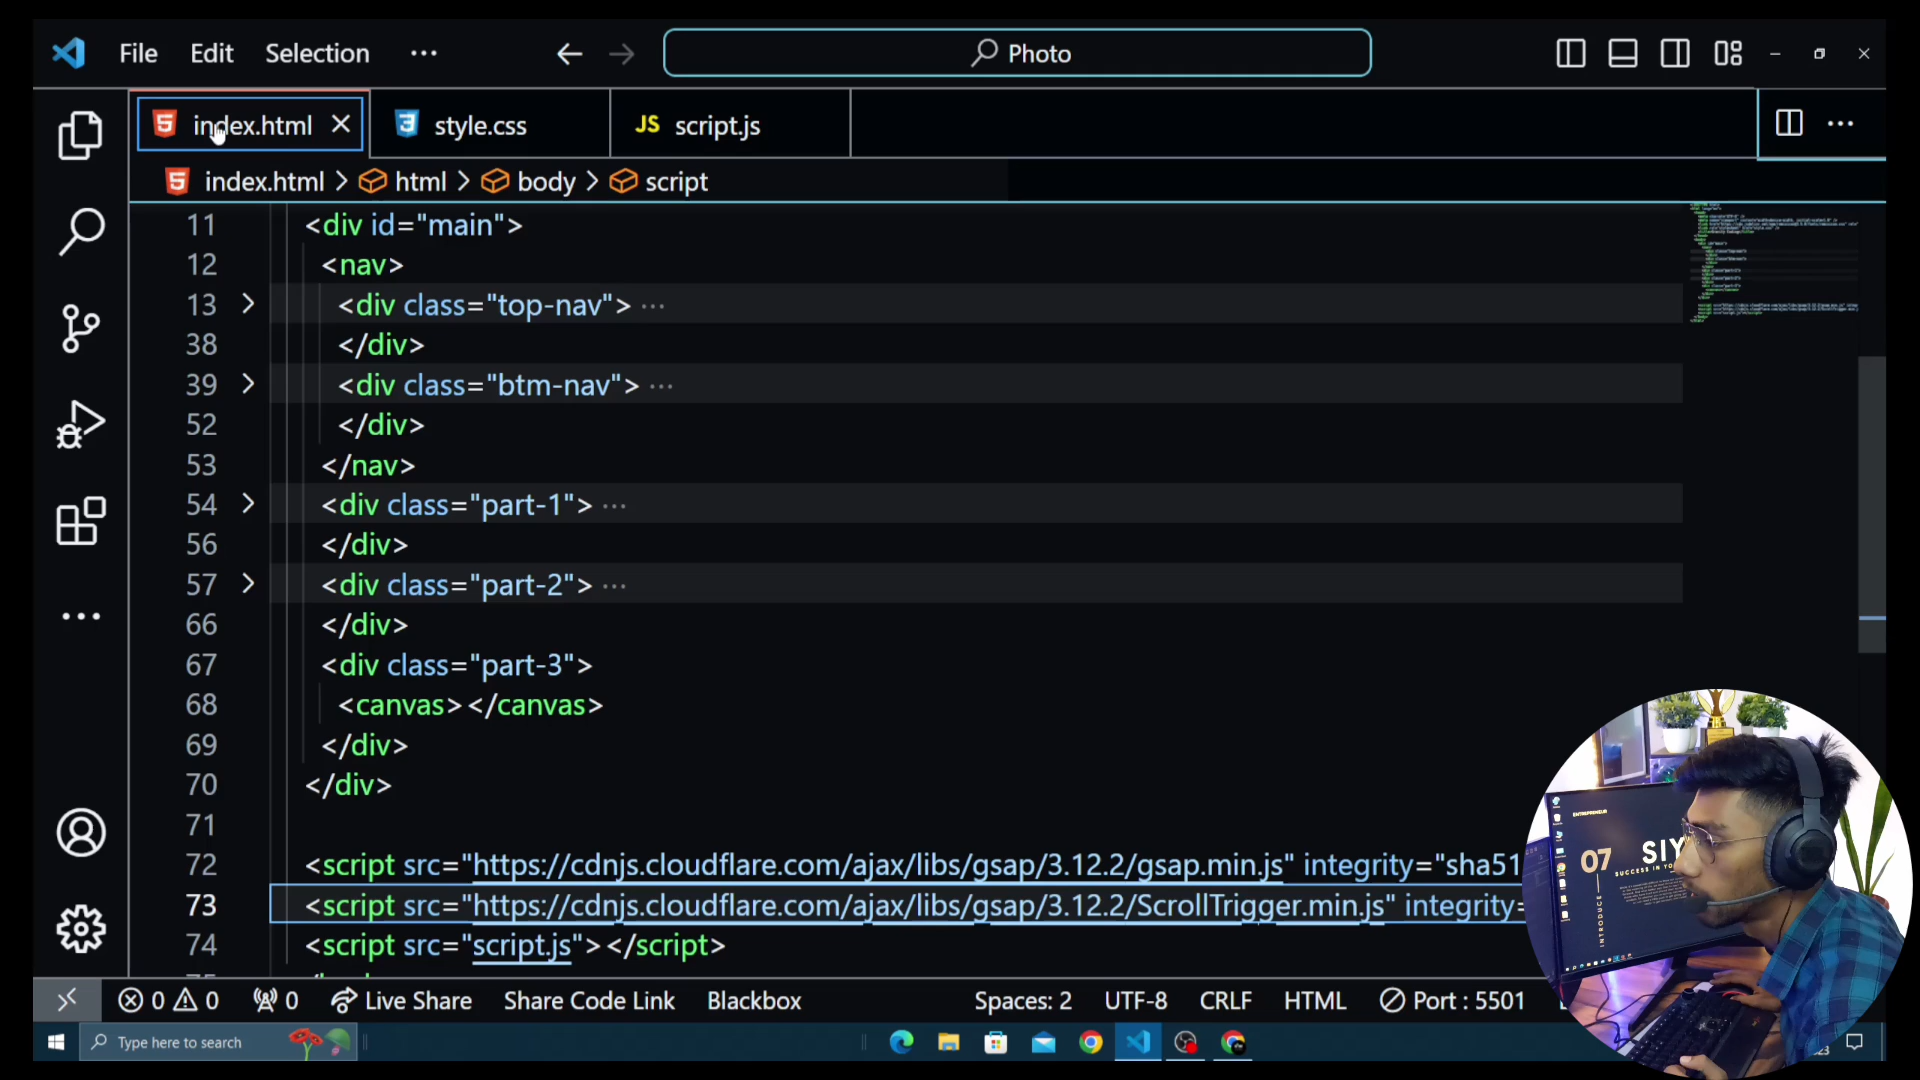 File Edit Selection ···
Photo
index.html
style.css
JS script.js
index.html > html > body > script
11 <div id="main">
12 <nav>
13 <div class="top-nav"> ···
38 </div>
39 <div class="btm-nav"> ···
52 </div>
53 </nav>
54 <div class="part-1"> ···
56 </div>
57 <div class="part-2"> ···
66 </div>
67 <div class="part-3">
68 <canvas></canvas>
69 </div>
70 </div>
71
72 <script src="https://cdnjs.cloudflare.com/ajax/libs/gsap/3.12.2/gsap.min.js" integrity="sha51
73 <script src="https://cdnjs.cloudflare.com/ajax/libs/gsap/3.12.2/ScrollTrigger.min.js" integrity=
74 <script src="script.js"></script>
ENTREPRENEUR
07
SIY
SUCCESS IN Y
INTRODUCE
0 0 0 Live Share Share Code Link Blackbox Spaces: 2 UTF-8 CRLF HTML Port : 5501
Type here to search